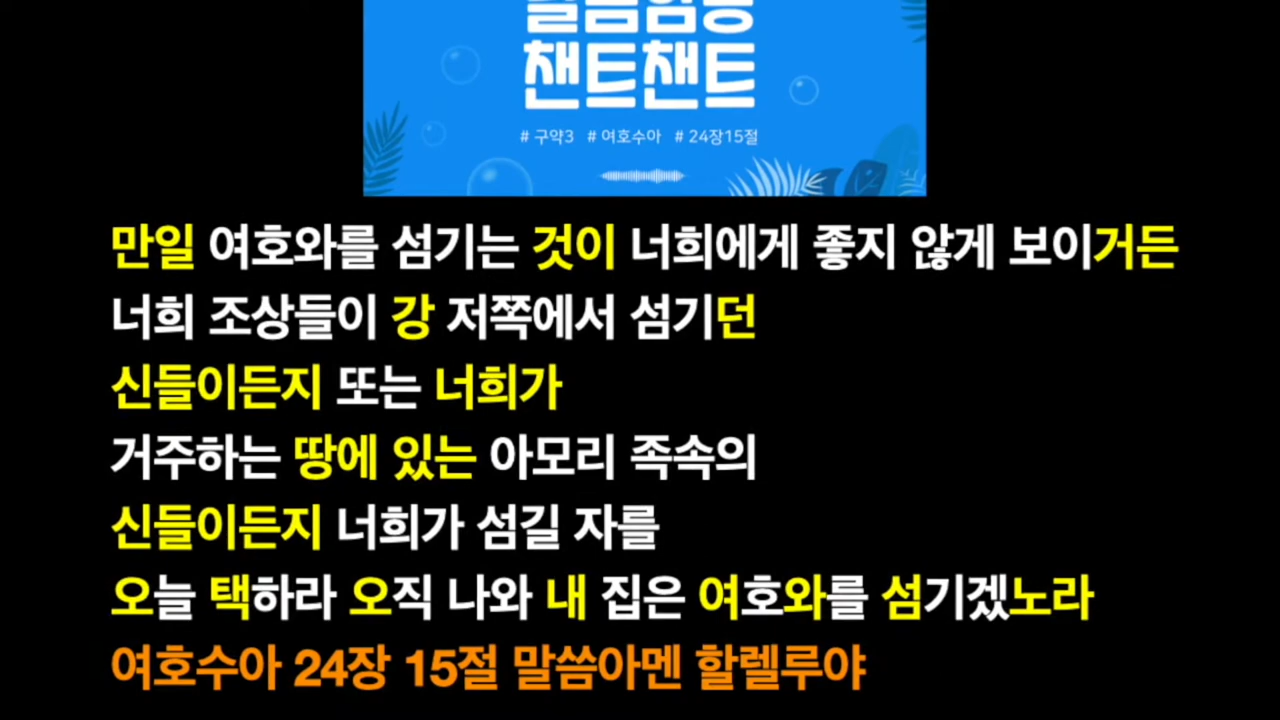 챈트챈트
# 구약3 # 여호수아 # 24장15절
만일 여호와를 섬기는 것이 너희에게 좋지 않게 보이거든
너희 조상들이 강 저쪽에서 섬기던
신들이든지 또는 너희가
거주하는 땅에 있는 아모리 족속의
신들이든지 너희가 섬길 자를
오늘 택하라 오직 나와 내 집은 여호와를 섬기겠노라
여호수아 24장 15절 말씀아멘 할렐루야